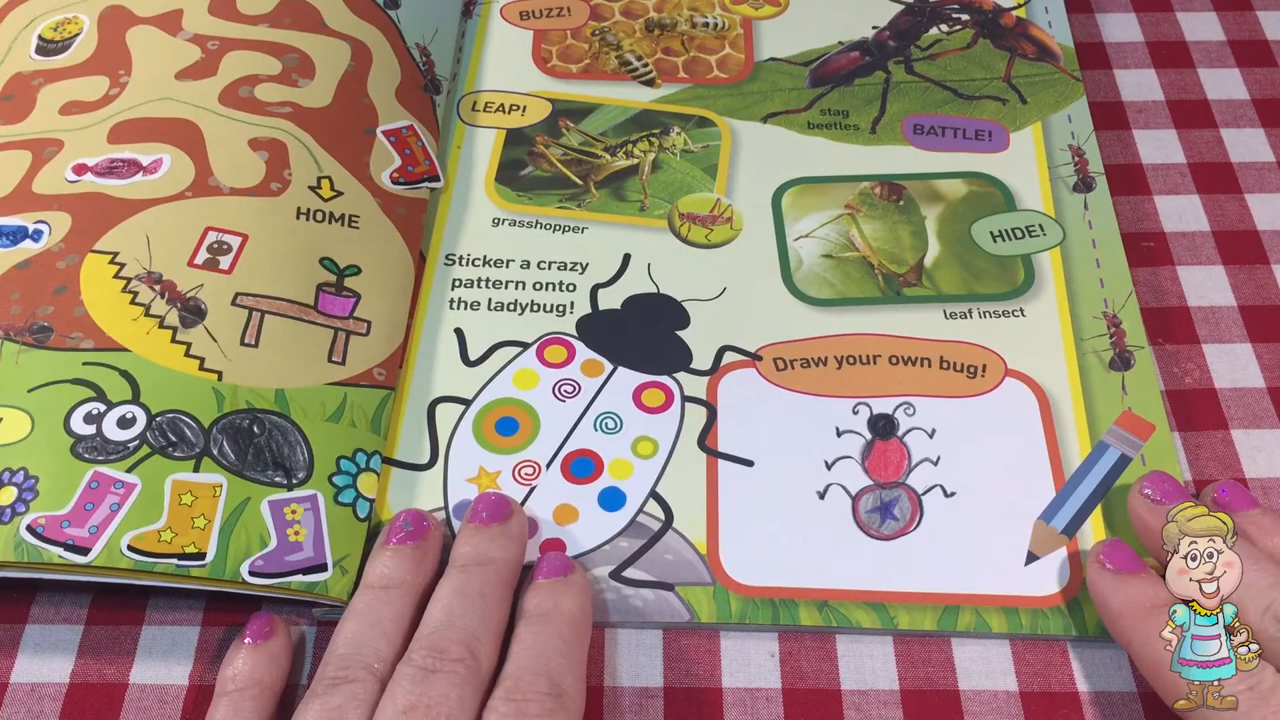 BUZZ!
stag
beetles
BATTLE!
LEAP!
grasshopper
HIDE!
leaf insect
HOME
Sticker a crazy
pattern onto
the ladybug!
Draw your own bug!